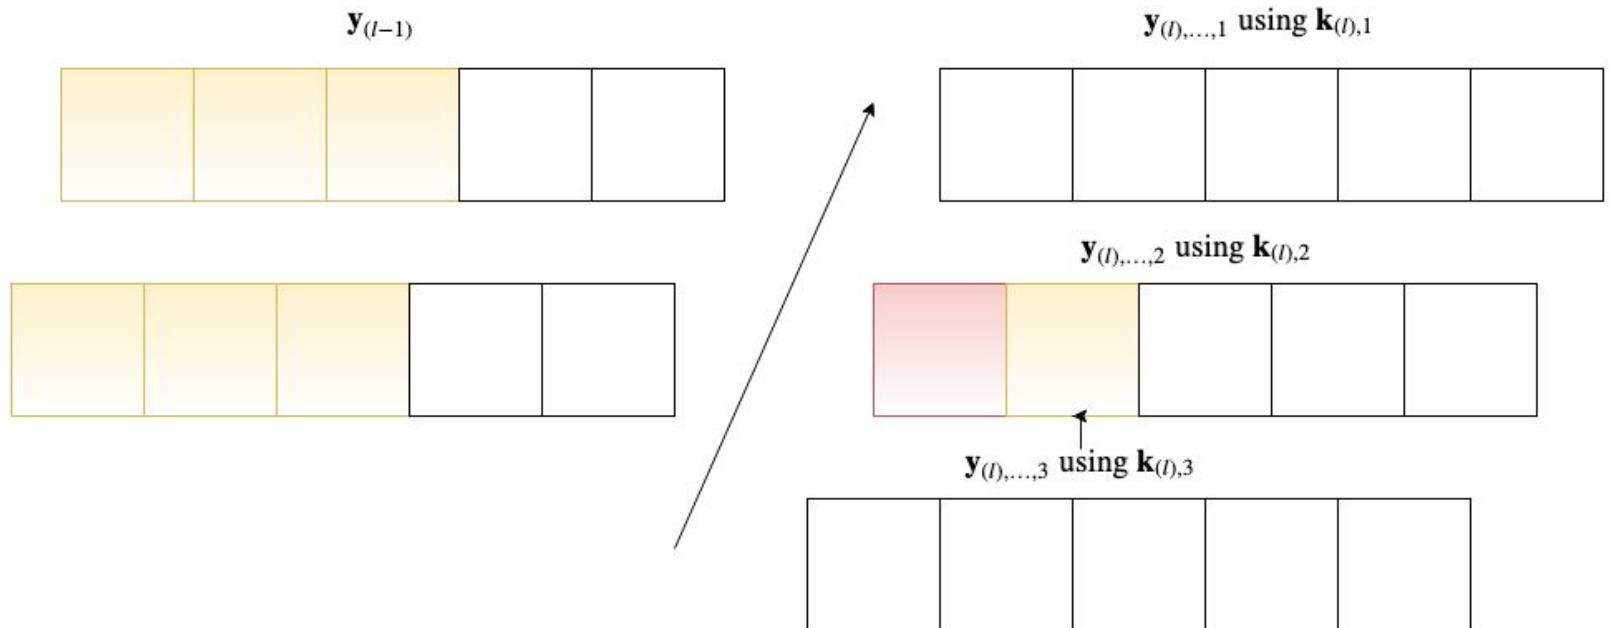 y(l−1)
y(l),…,1 using k(l),1
y(l),…,2 using k(l),2
y(l),…,3 using k(l),3